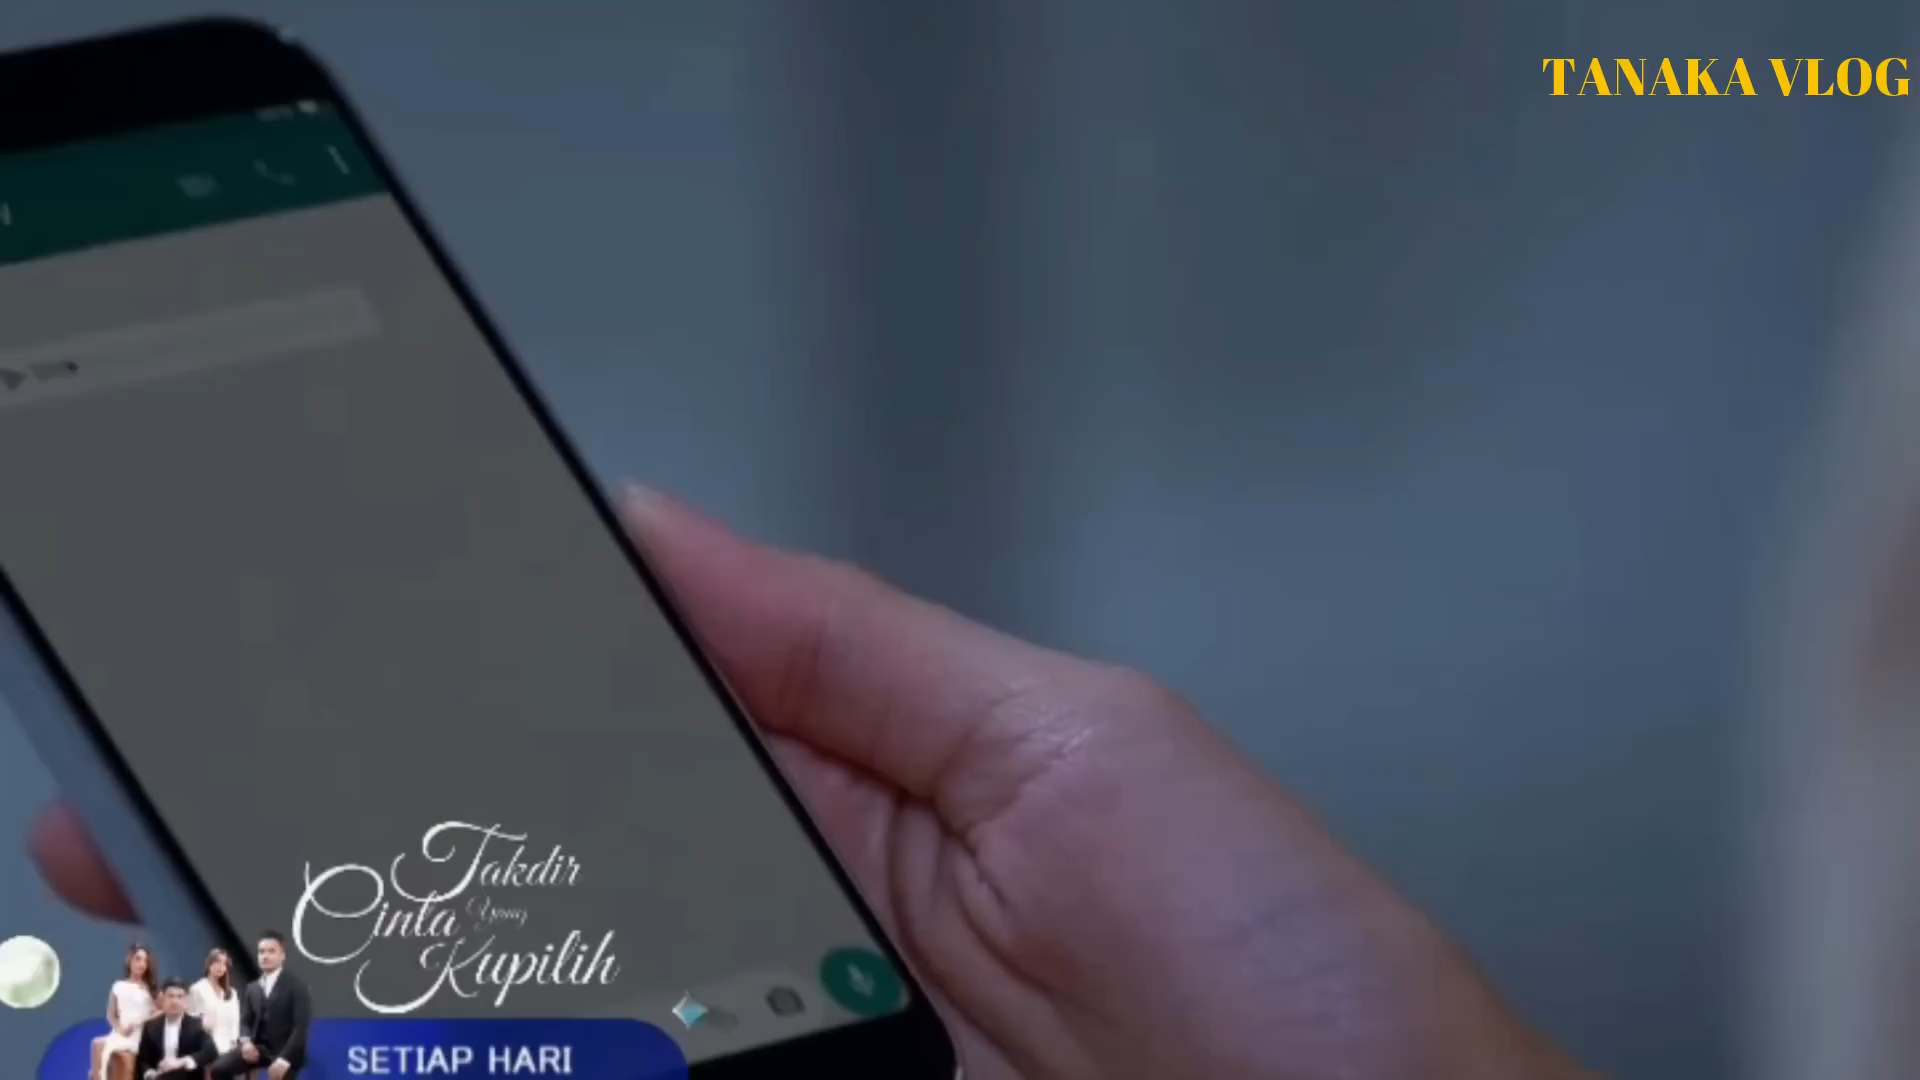 TANAKA VLOG
Takdir
Cinta Yang
Kupilih
SETIAP HARI